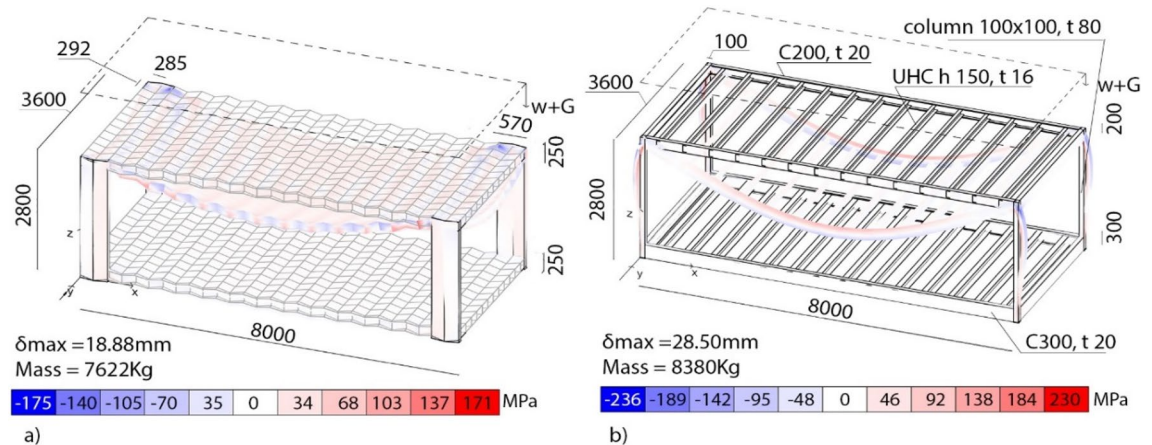 292
285
3600
w+G
570
250
2800
z
y
x
250
8000
δmax =18.88mm
Mass = 7622Kg
-175 -140 -105 -70 35 0 34 68 103 137 171 MPa
a)
column 100x100, t 80
100
C200, t 20
UHC h 150, t 16
3600
w+G
200
2800
z
300
y
x
8000
C300, t 20
δmax =28.50mm
Mass = 8380Kg
-236 -189 -142 -95 -48 0 46 92 138 184 230 MPa
b)